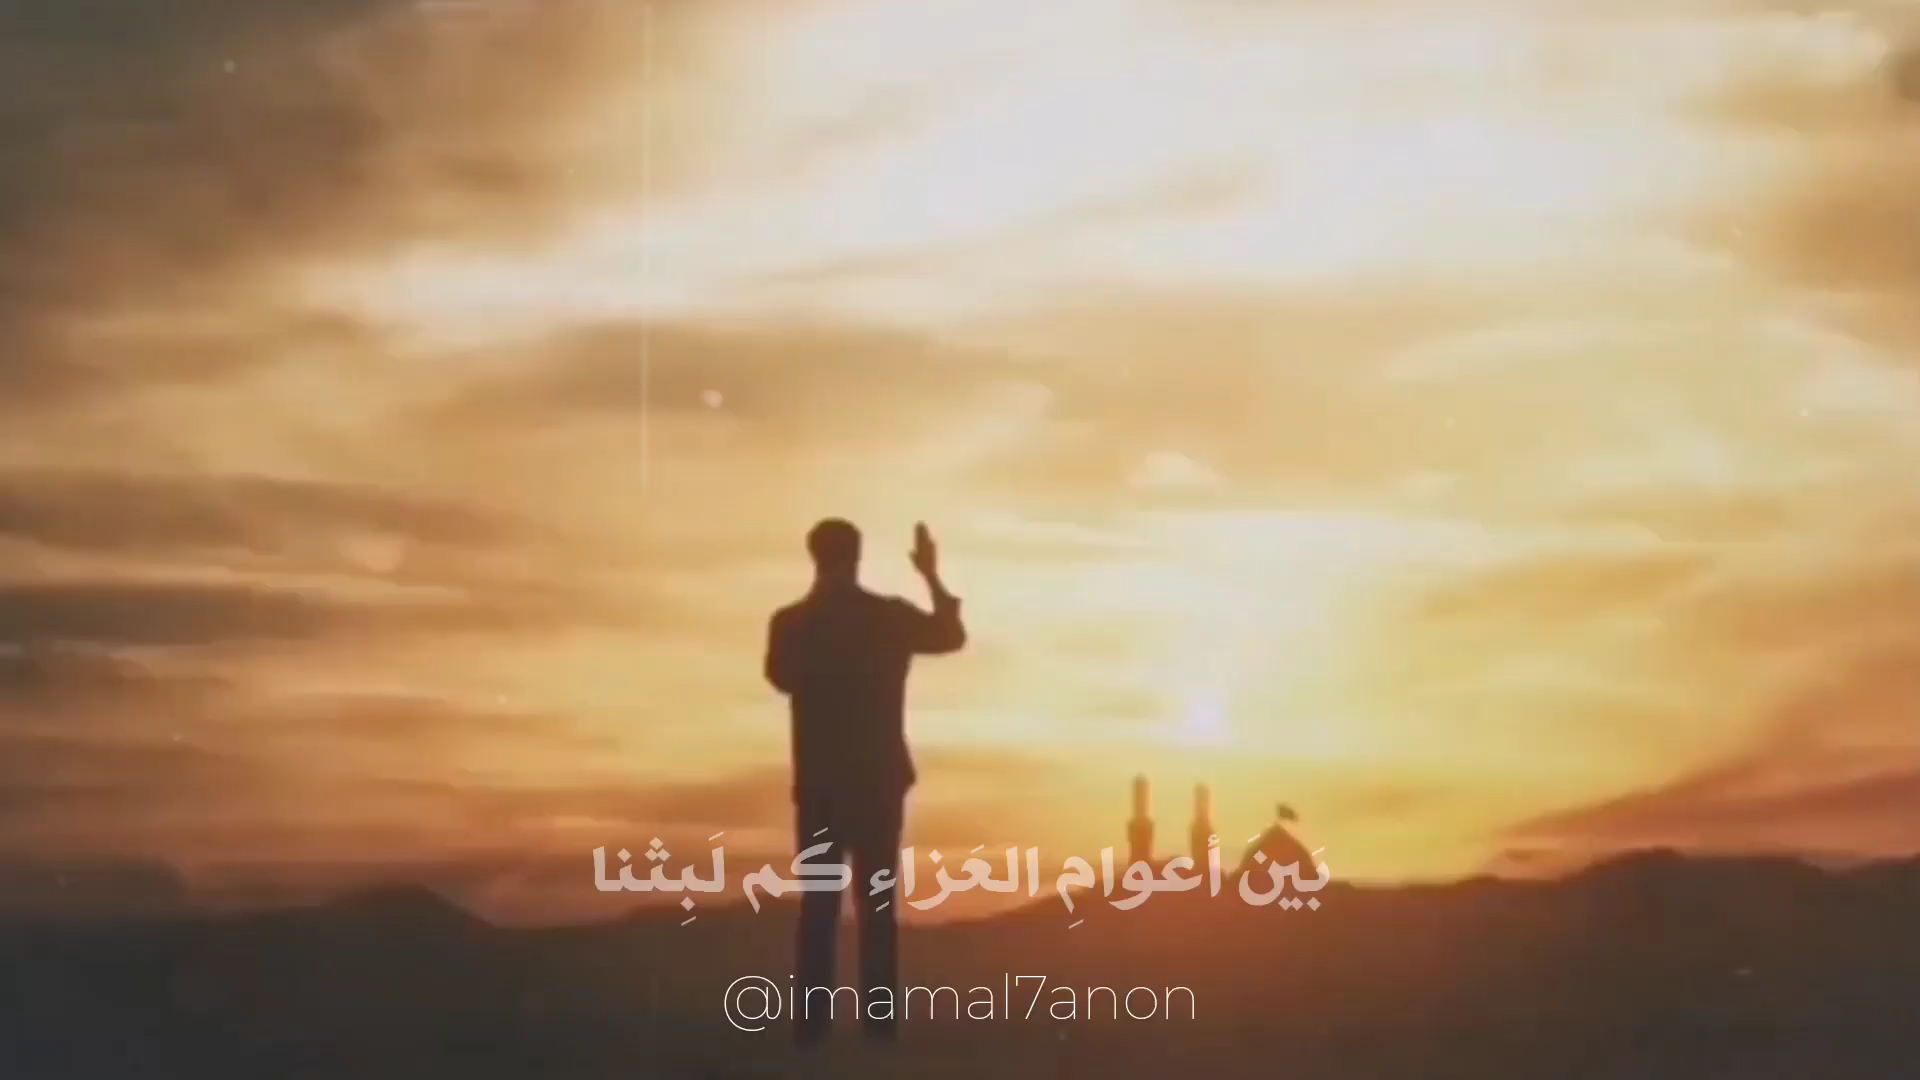 بَينَ أعوامِ العَزاءِ كَم لَبِثنا
@imamal7anon